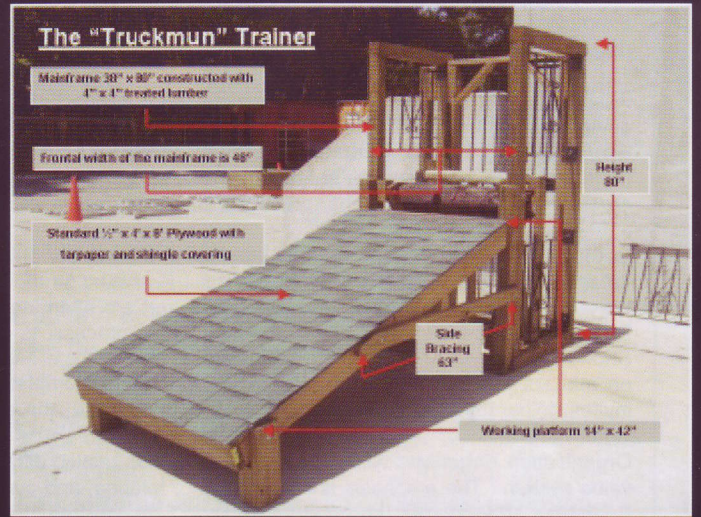 The "Truckmun" Trainer
Mainframe 38" x 80" constructed with
4" x 4" treated lumber
Frontal width of the mainframe is 48"
Height
80"
Standard ½" x 4' x 8' Plywood with
tarpaper and shingle covering
Side
Bracing
63"
Working platform 14" x 42"